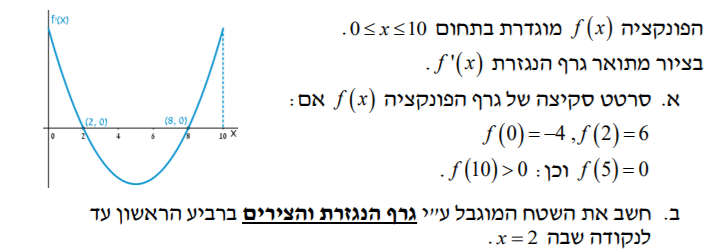 הפונקציה f(x) מוגדרת בתחום 0≤x≤10 .
בציור מתואר גרף הנגזרת f'(x) .
א. סרטט סקיצה של גרף הפונקציה f(x) אם :
f(0)=-4 , f(2)=6
f(5)=0 וכן : f(10)>0 .
ב. חשב את השטח המוגבל ע״י גרף הנגזרת והצירים ברביע הראשון עד
לנקודה שבה x=2 .
f'(x)
(2, 0) (8, 0)
0 2 4 6 8 10 X